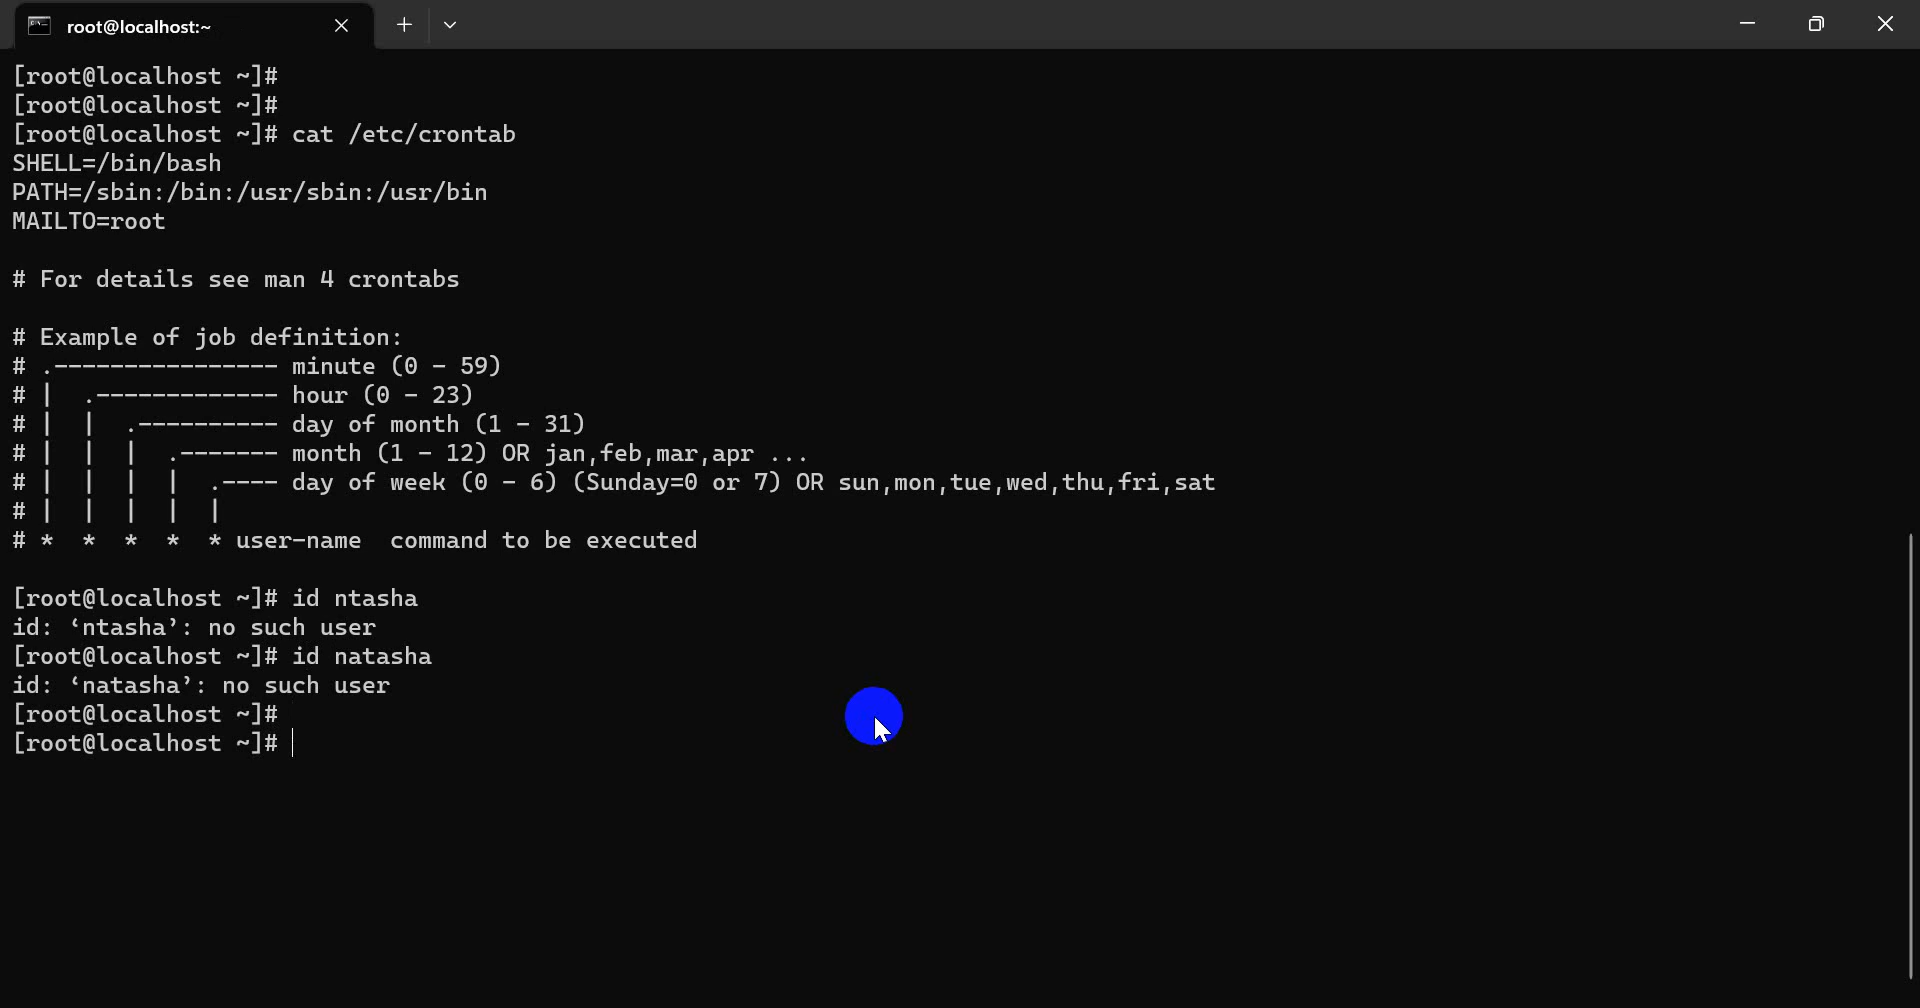 root@localhost:~
[root@localhost ~]#
[root@localhost ~]#
[root@localhost ~]# cat /etc/crontab
SHELL=/bin/bash
PATH=/sbin:/bin:/usr/sbin:/usr/bin
MAILTO=root
# For details see man 4 crontabs
# Example of job definition:
# .---------------- minute (0 - 59)
# |  .------------- hour (0 - 23)
# |  |  .---------- day of month (1 - 31)
# |  |  |  .------- month (1 - 12) OR jan,feb,mar,apr ...
# |  |  |  |  .---- day of week (0 - 6) (Sunday=0 or 7) OR sun,mon,tue,wed,thu,fri,sat
# |  |  |  |  |
# *  *  *  *  * user-name  command to be executed
[root@localhost ~]# id ntasha
id: ‘ntasha’: no such user
[root@localhost ~]# id natasha
id: ‘natasha’: no such user
[root@localhost ~]#
[root@localhost ~]#